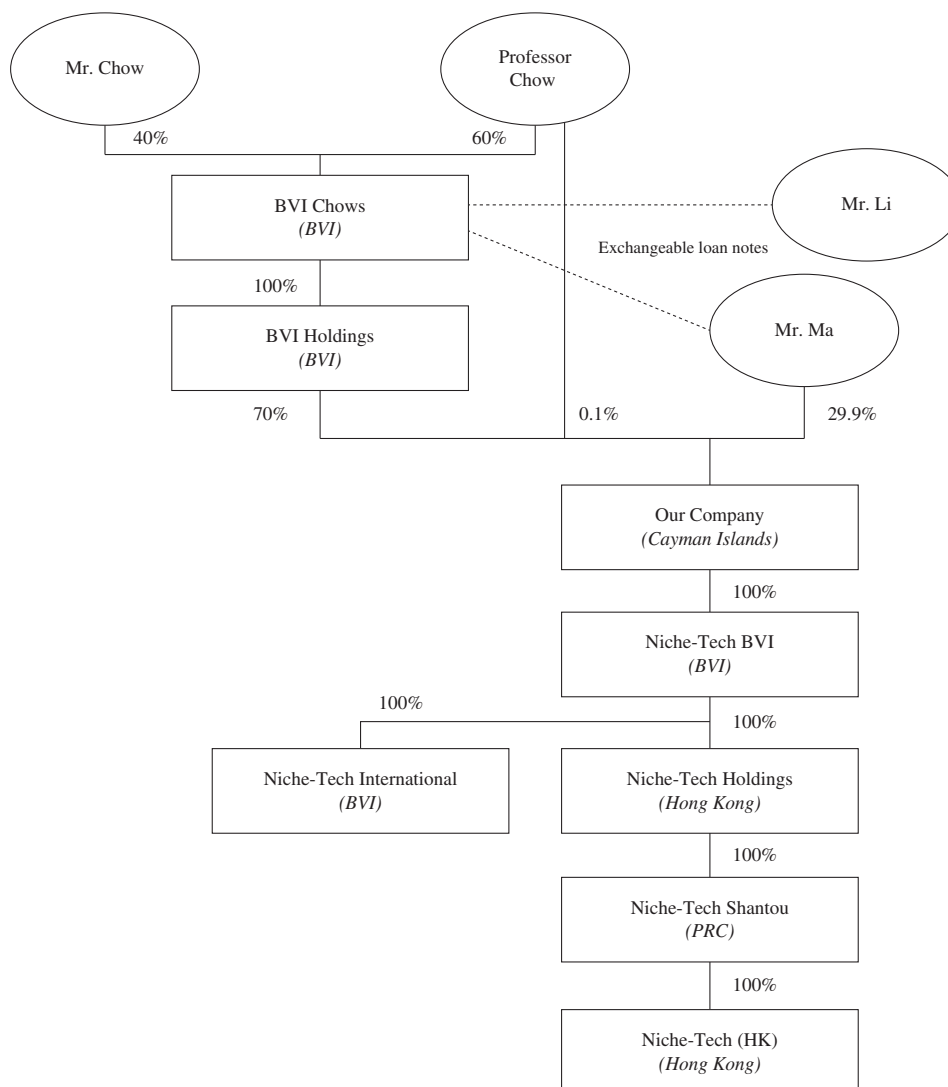 Mr. Chow
Professor
Chow
40%
60%
BVI Chows
(BVI)
Mr. Li
Exchangeable loan notes
100%
BVI Holdings
(BVI)
Mr. Ma
70%
0.1%
29.9%
Our Company
(Cayman Islands)
100%
Niche-Tech BVI
(BVI)
100%
100%
Niche-Tech International
(BVI)
Niche-Tech Holdings
(Hong Kong)
100%
Niche-Tech Shantou
(PRC)
100%
Niche-Tech (HK)
(Hong Kong)